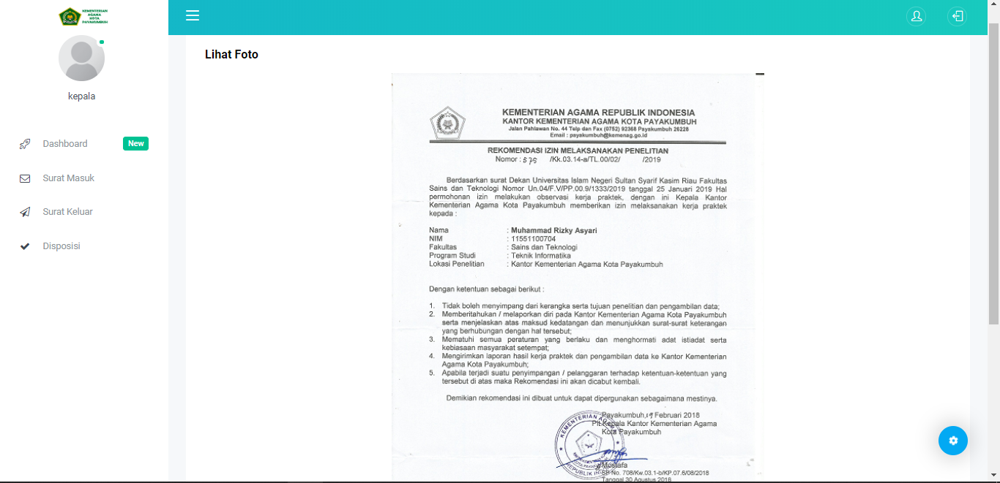 KEMENTERIAN
AGAMA
KOTA
PAYAKUMBUH
kepala
Dashboard New
Surat Masuk
Surat Keluar
Disposisi
Lihat Foto
KEMENTERIAN AGAMA REPUBLIK INDONESIA
KANTOR KEMENTERIAN AGAMA KOTA PAYAKUMBUH
Jalan Pahlawan No. 44 Telp dan Fax (0752) 92368 Payakumbuh 26228
Email : payakumbuh@kemenag.go.id
REKOMENDASI IZIN MELAKSANAKAN PENELITIAN
Nomor : 575 /Kk.03.14-a/TL.00/02/ /2019
Berdasarkan surat Dekan Universitas Islam Negeri Sultan Syarif Kasim Riau Fakultas
Sains dan Teknologi Nomor Un.04/F.V/PP.00.9/1333/2019 tanggal 25 Januari 2019 Hal
permohonan izin melakukan observasi kerja praktek, dengan ini Kepala Kantor
Kementerian Agama Kota Payakumbuh memberikan izin melaksanakan kerja praktek
kepada :
Nama : Muhammad Rizky Asyari
NIM : 11551100704
Fakultas : Sains dan Teknologi
Program Studi : Teknik Informatika
Lokasi Penelitian : Kantor Kementerian Agama Kota Payakumbuh
Dengan ketentuan sebagai berikut :
1. Tidak boleh menyimpang dari kerangka serta tujuan penelitian dan pengambilan data;
2. Memberitahukan / melaporkan diri pada Kantor Kementerian Agama Kota Payakumbuh
serta menjelaskan atas maksud kedatangan dan menunjukkan surat-surat keterangan
yang berhubungan dengan hal tersebut;
3. Mematuhi semua peraturan yang berlaku dan menghormati adat istiadat serta
kebiasaan masyarakat setempat;
4. Mengirimkan laporan hasil kerja praktek dan pengambilan data ke Kantor Kementerian
Agama Kota Payakumbuh;
5. Apabila terjadi suatu penyimpangan / pelanggaran terhadap ketentuan-ketentuan yang
tersebut di atas maka Rekomendasi ini akan dicabut kembali.
Demikian rekomendasi ini dibuat untuk dapat dipergunakan sebagaimana mestinya.
Payakumbuh, 19 Februari 2018
Plt.Kepala Kantor Kementerian Agama
Kota Payakumbuh
KEMENTERIAN AGAMA
REPUBLIK IN
Mustafa
SP No. 708/Kw.03.1-b/KP.07.6/08/2018
Tanggal 30 Agustus 2018